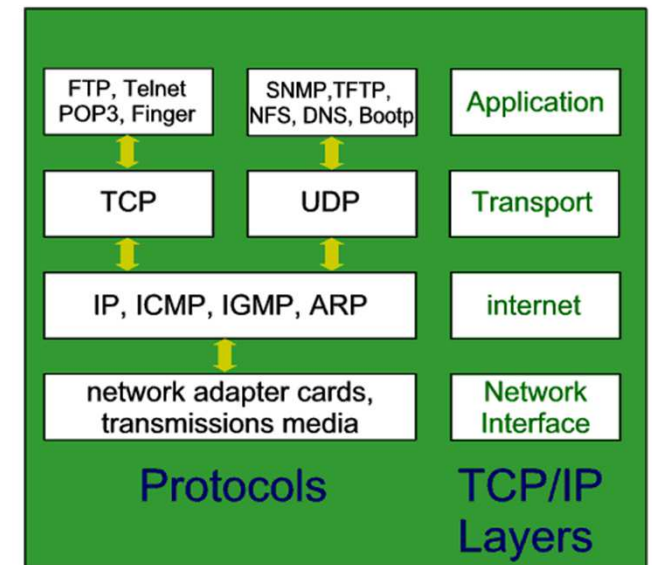 FTP, Telnet
POP3, Finger
SNMP,TFTP,
NFS, DNS, Bootp
Application
TCP
UDP
Transport
IP, ICMP, IGMP, ARP
internet
network adapter cards,
transmissions media
Network
Interface
Protocols
TCP/IP
Layers